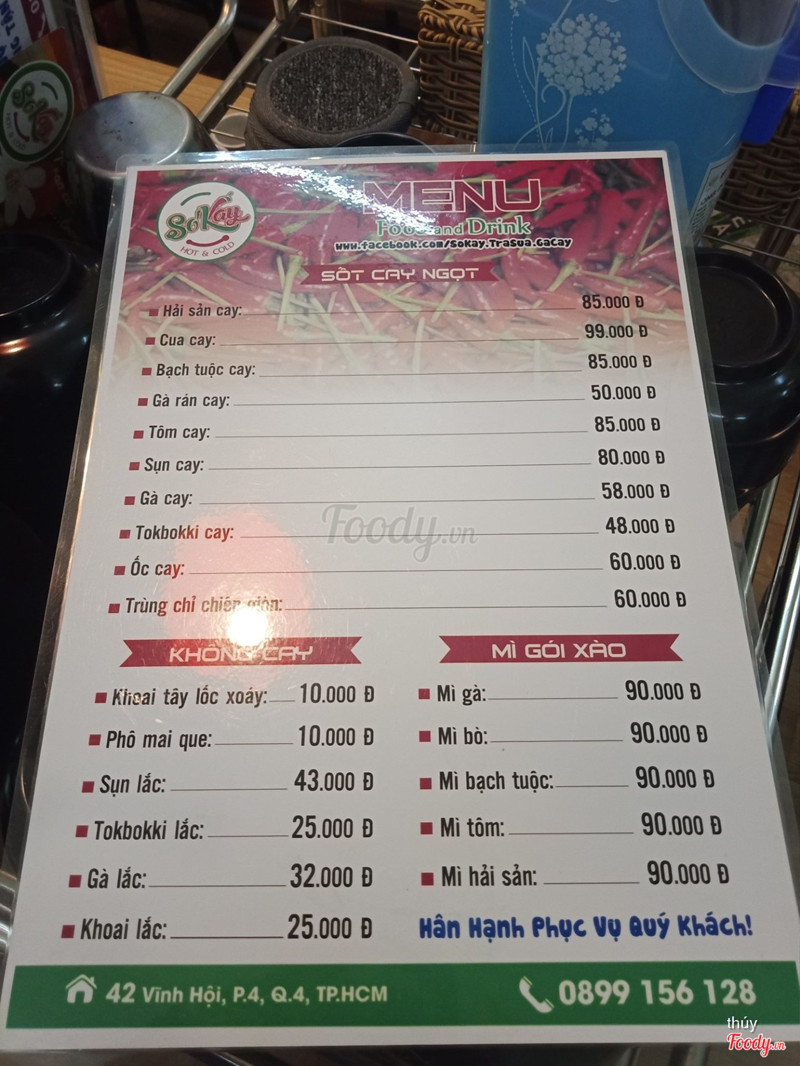 SốKay
HOT & COLD
MENU
Food and Drink
www.facebook.com/SoKay.TraSua.GaCay
SỐT CAY NGỌT
Hải sản cay: 85.000 Đ
Cua cay: 99.000 Đ
Bạch tuộc cay: 85.000 Đ
Gà rán cay: 50.000 Đ
Tôm cay: 85.000 Đ
Sụn cay: 80.000 Đ
Gà cay: 58.000 Đ
Tokbokki cay: 48.000 Đ
Ốc cay: 60.000 Đ
Trùng chỉ chiên giòn: 60.000 Đ
Foody.vn
KHÔNG CAY
Khoai tây lốc xoáy: 10.000 Đ
Phô mai que: 10.000 Đ
Sụn lắc: 43.000 Đ
Tokbokki lắc: 25.000 Đ
Gà lắc: 32.000 Đ
Khoai lắc: 25.000 Đ
MÌ GÓI XÀO
Mì gà: 90.000 Đ
Mì bò: 90.000 Đ
Mì bạch tuộc: 90.000 Đ
Mì tôm: 90.000 Đ
Mì hải sản: 90.000 Đ
Hân Hạnh Phục Vụ Quý Khách!
42 Vĩnh Hội, P.4, Q.4, TP.HCM
0899 156 128
thúy
Foody.vn